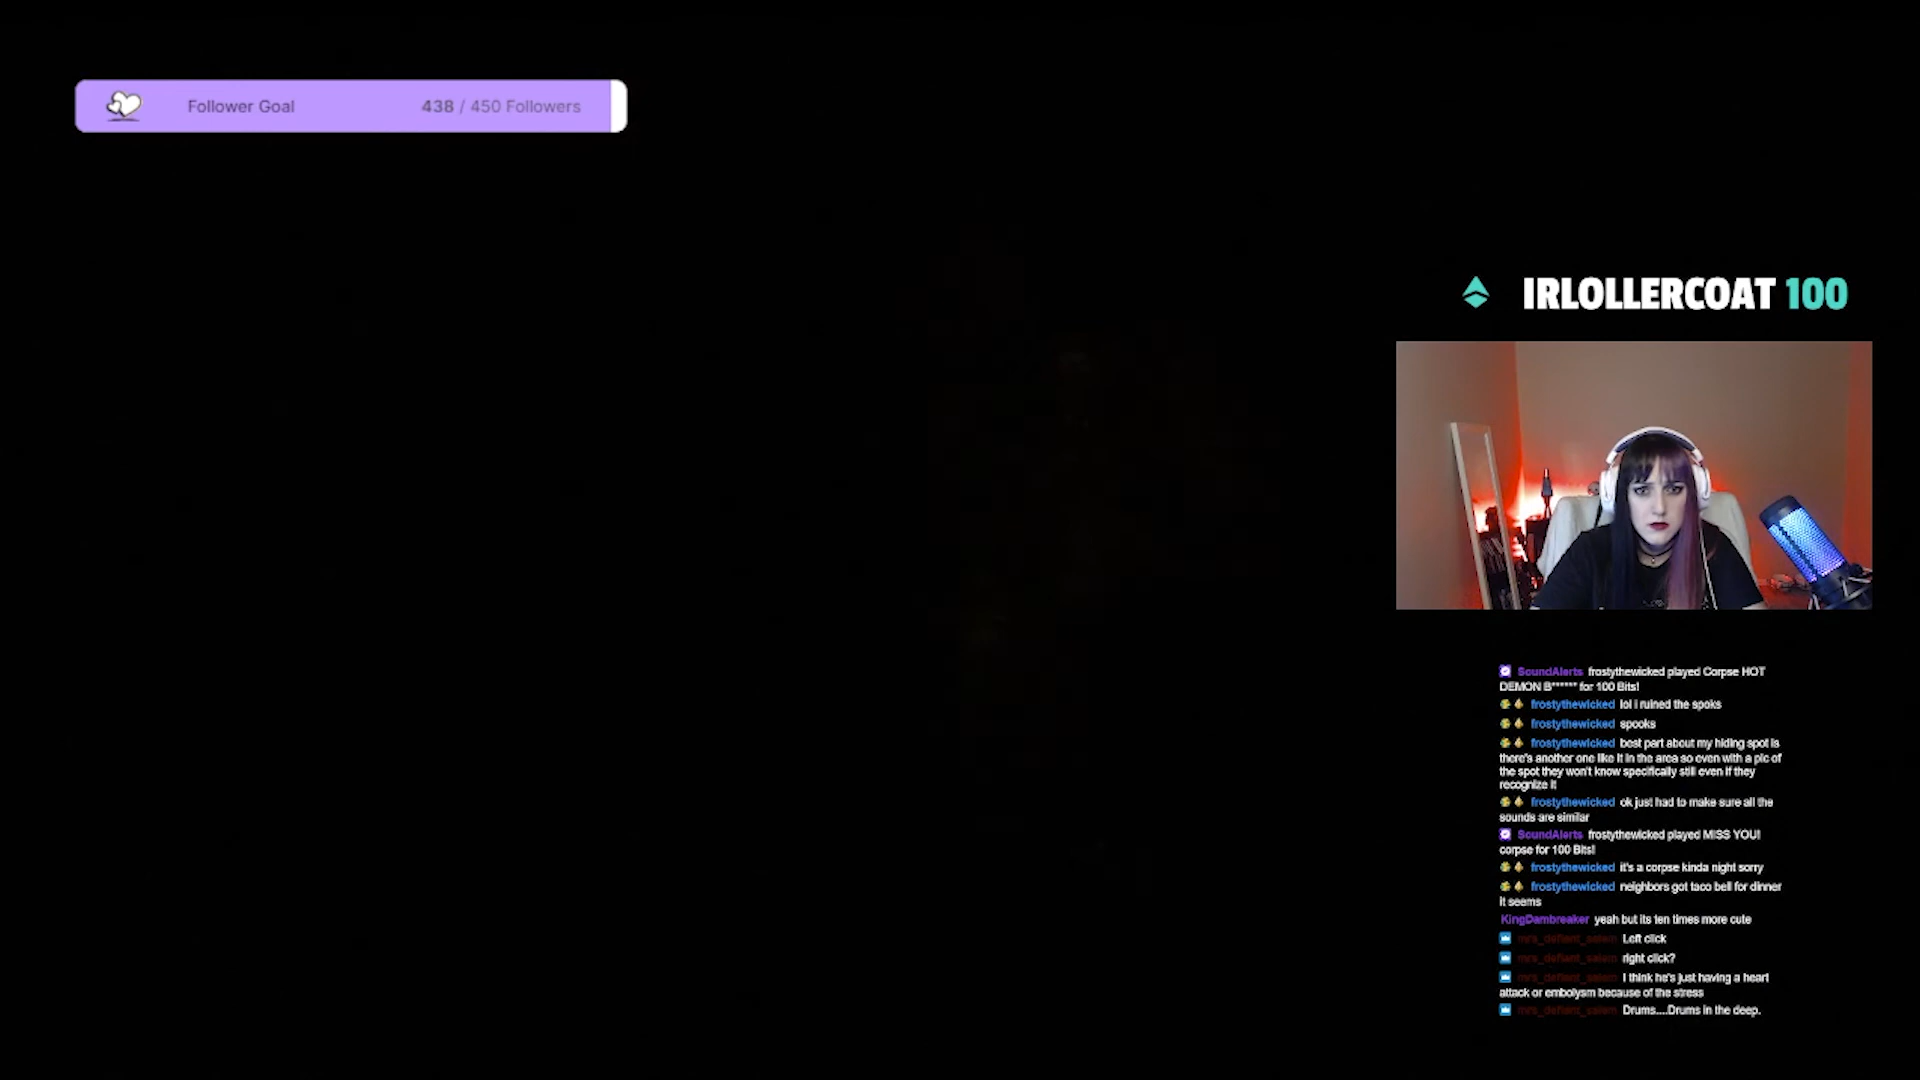 Follower Goal 438 / 450 Followers
IRLOLLERCOAT 100
SoundAlerts frostythewicked played Corpse HOT
DEMON B****** for 100 Bits!
frostythewicked lol i ruined the spoks
frostythewicked spooks
frostythewicked best part about my hiding spot is
there's another one like it in the area so even with a pic of
the spot they won't know specifically still even if they
recognize it
frostythewicked ok just had to make sure all the
sounds are similar
SoundAlerts frostythewicked played MISS YOU!
corpse for 100 Bits!
frostythewicked it's a corpse kinda night sorry
frostythewicked neighbors got taco bell for dinner
it seems
KingDambreaker yeah but its ten times more cute
mrs_defiant_salem Left click
mrs_defiant_salem right click?
mrs_defiant_salem I think he's just having a heart
attack or embolysm because of the stress
mrs_defiant_salem Drums....Drums in the deep.